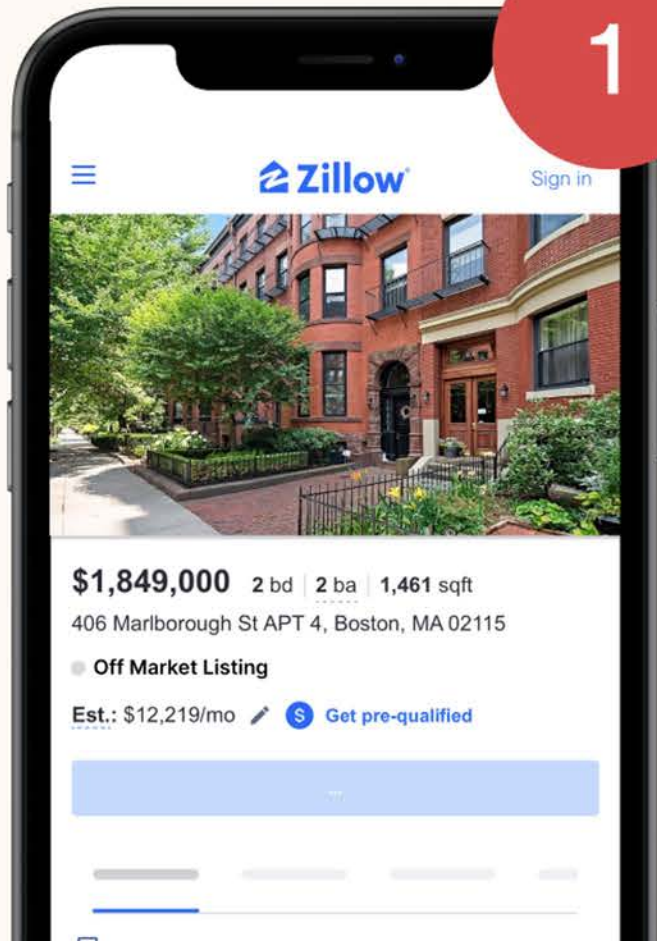 1
Zillow
Sign in
$1,849,000 2 bd | 2 ba | 1,461 sqft
406 Marlborough St APT 4, Boston, MA 02115
Off Market Listing
Est.: $12,219/mo $ Get pre-qualified
...